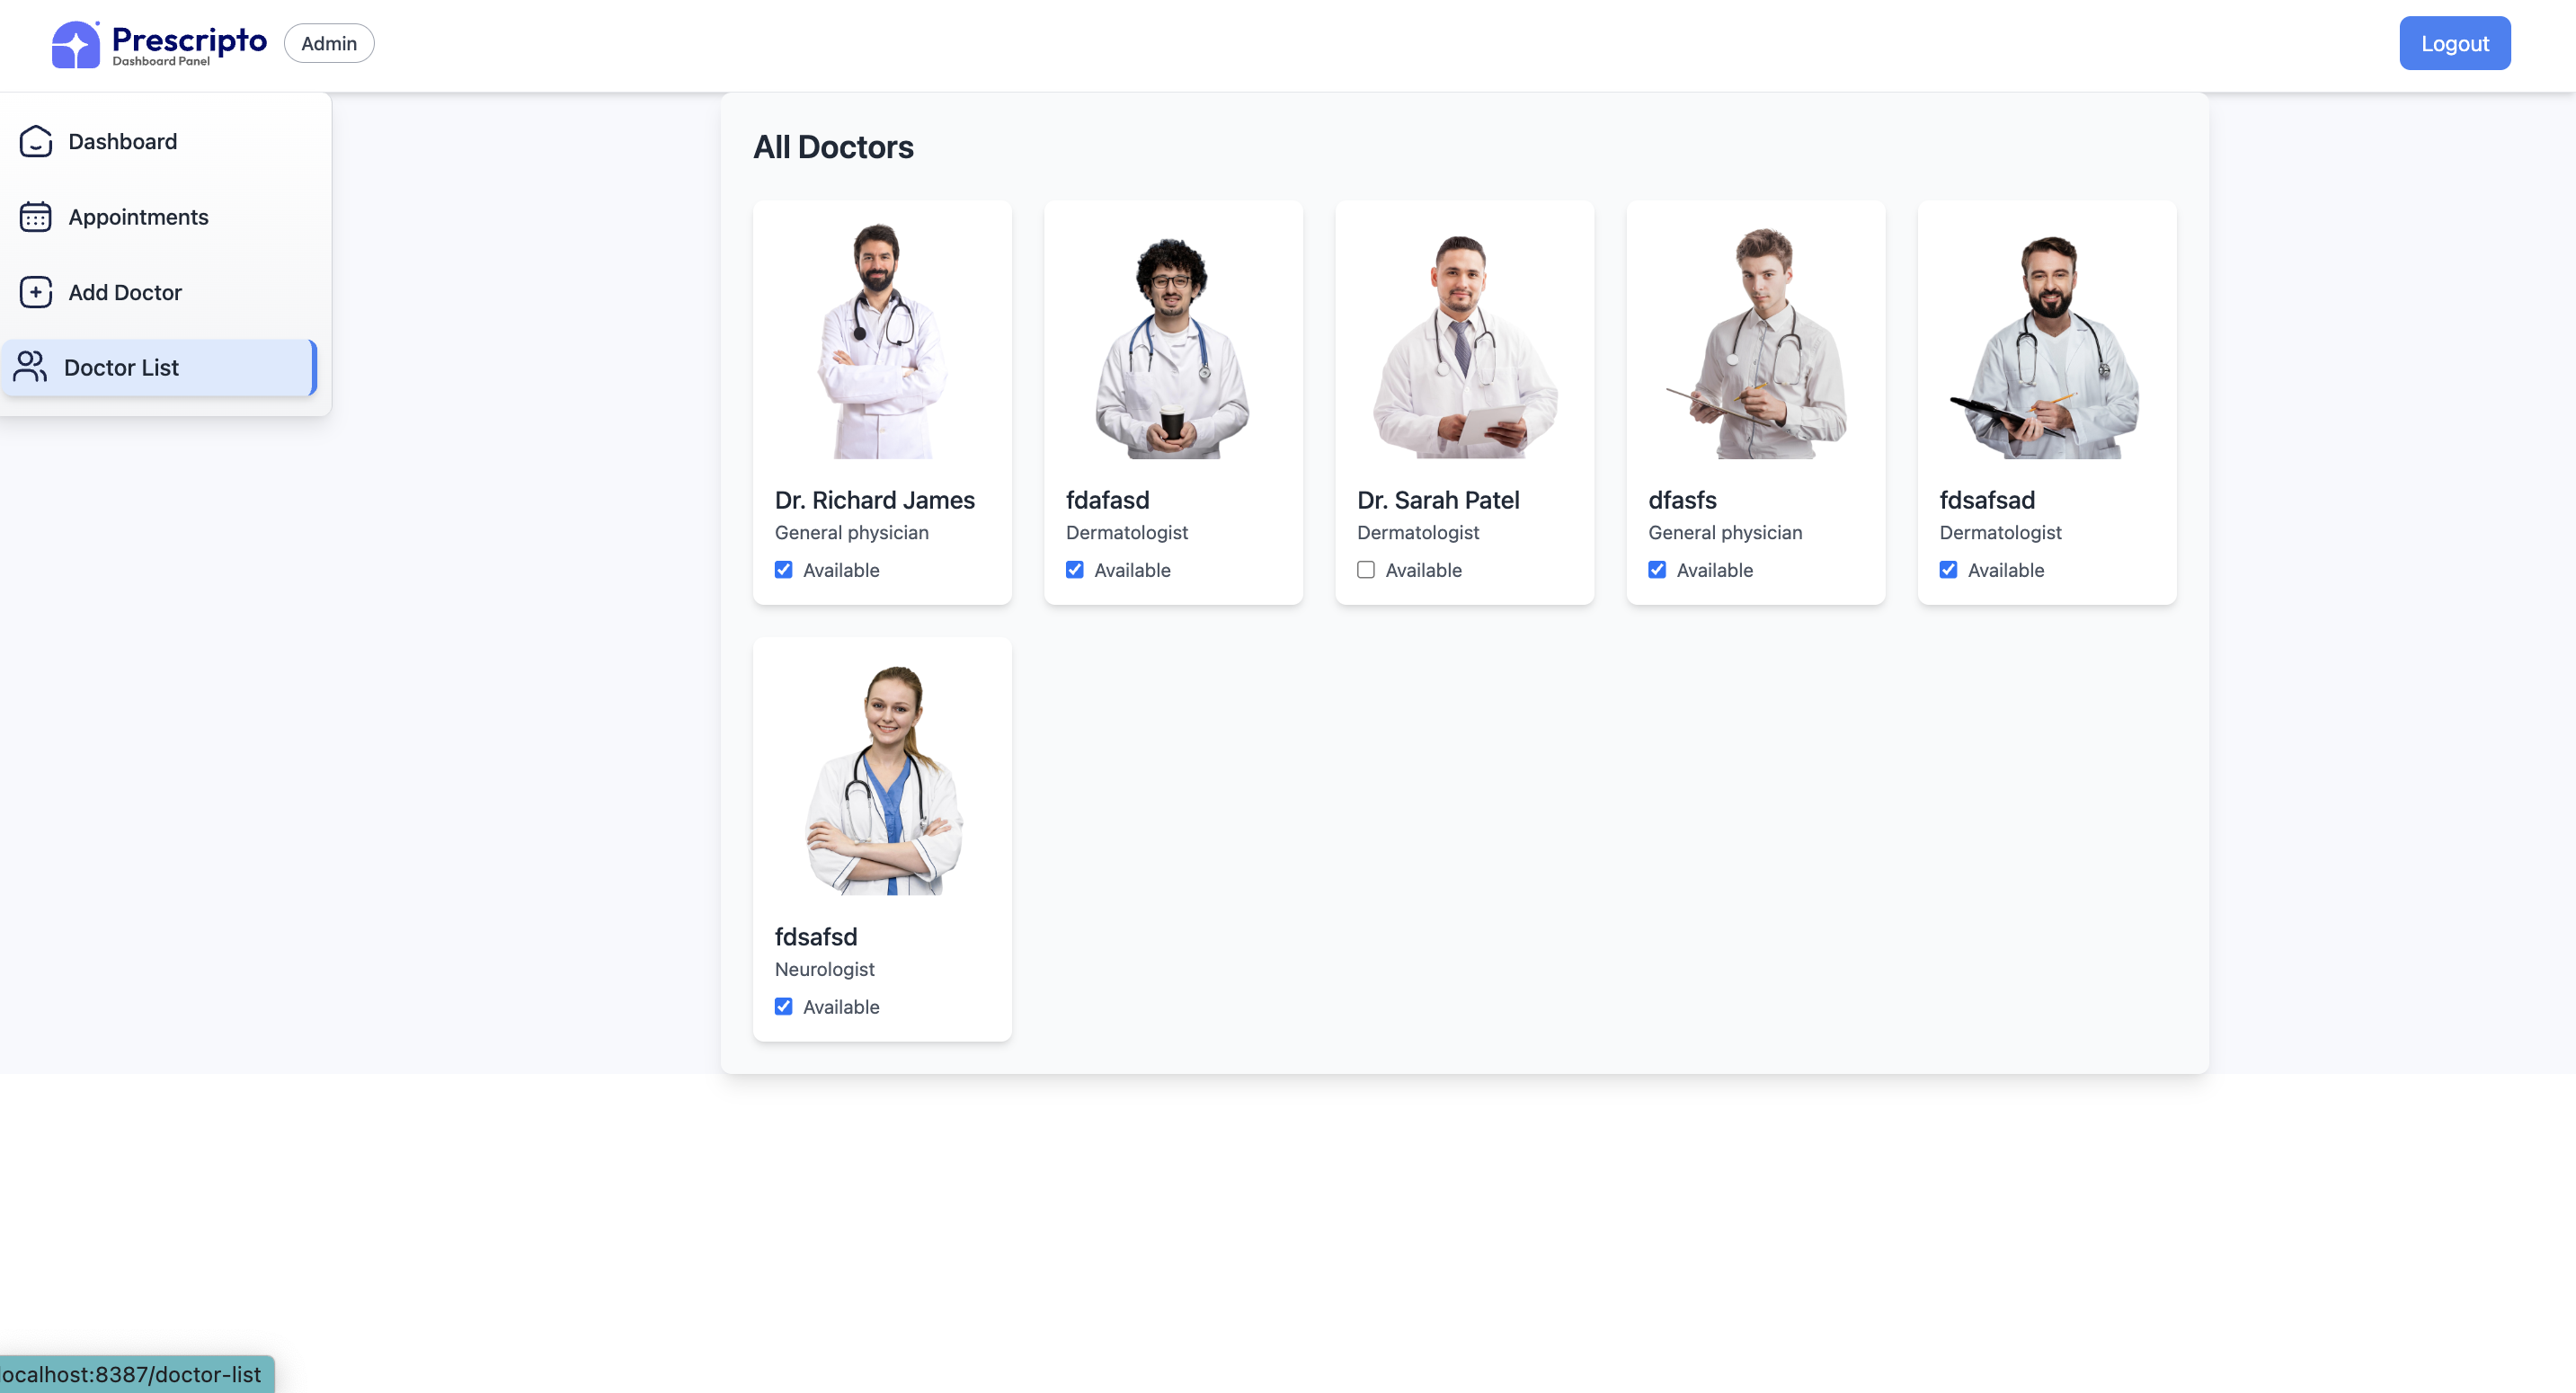 Prescripto
Dashboard Panel
Admin
Logout
Dashboard
Appointments
Add Doctor
Doctor List
All Doctors
Dr. Richard James
General physician
Available
fdafasd
Dermatologist
Available
Dr. Sarah Patel
Dermatologist
Available
dfasfs
General physician
Available
fdsafsad
Dermatologist
Available
fdsafsd
Neurologist
Available
localhost:8387/doctor-list